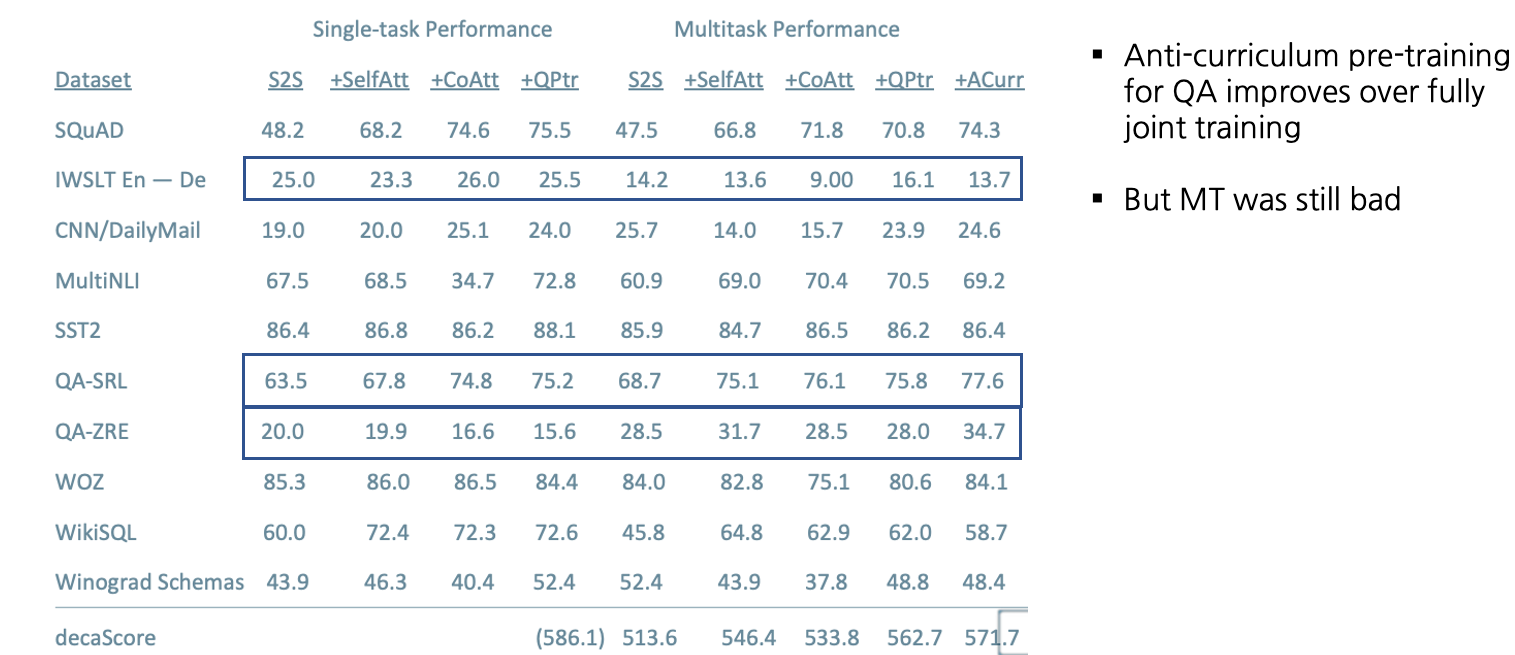 Single-task Performance Multitask Performance
Dataset S2S +SelfAtt +CoAtt +QPtr S2S +SelfAtt +CoAtt +QPtr +ACurr
SQuAD 48.2 68.2 74.6 75.5 47.5 66.8 71.8 70.8 74.3
IWSLT En — De 25.0 23.3 26.0 25.5 14.2 13.6 9.00 16.1 13.7
CNN/DailyMail 19.0 20.0 25.1 24.0 25.7 14.0 15.7 23.9 24.6
MultiNLI 67.5 68.5 34.7 72.8 60.9 69.0 70.4 70.5 69.2
SST2 86.4 86.8 86.2 88.1 85.9 84.7 86.5 86.2 86.4
QA-SRL 63.5 67.8 74.8 75.2 68.7 75.1 76.1 75.8 77.6
QA-ZRE 20.0 19.9 16.6 15.6 28.5 31.7 28.5 28.0 34.7
WOZ 85.3 86.0 86.5 84.4 84.0 82.8 75.1 80.6 84.1
WikiSQL 60.0 72.4 72.3 72.6 45.8 64.8 62.9 62.0 58.7
Winograd Schemas 43.9 46.3 40.4 52.4 52.4 43.9 37.8 48.8 48.4
decaScore (586.1) 513.6 546.4 533.8 562.7 571.7
▪ Anti-curriculum pre-training
for QA improves over fully
joint training
▪ But MT was still bad